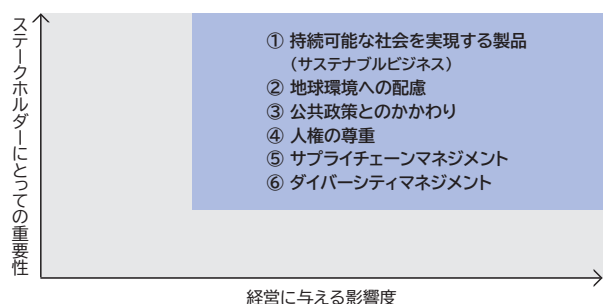 ステークホルダーにとっての重要性
① 持続可能な社会を実現する製品
（サステナブルビジネス）
② 地球環境への配慮
③ 公共政策とのかかわり
④ 人権の尊重
⑤ サプライチェーンマネジメント
⑥ ダイバーシティマネジメント
経営に与える影響度